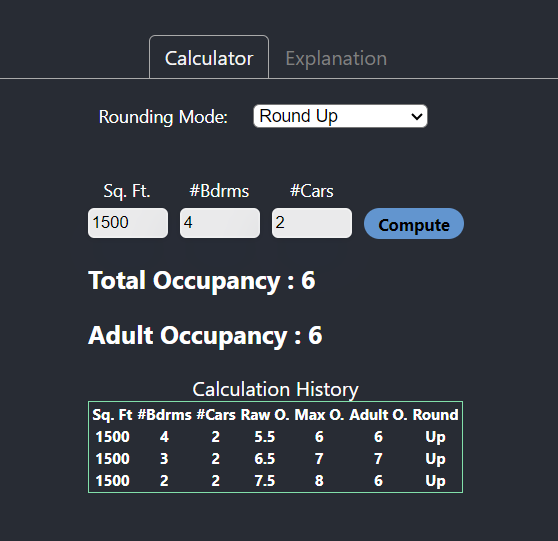 Calculator Explanation
Rounding Mode: Round Up
Sq. Ft. #Bdrms #Cars
1500 4 2 Compute
Total Occupancy : 6
Adult Occupancy : 6
Calculation History
Sq. Ft #Bdrms #Cars Raw O. Max O. Adult O. Round
1500 4 2 5.5 6 6 Up
1500 3 2 6.5 7 7 Up
1500 2 2 7.5 8 6 Up